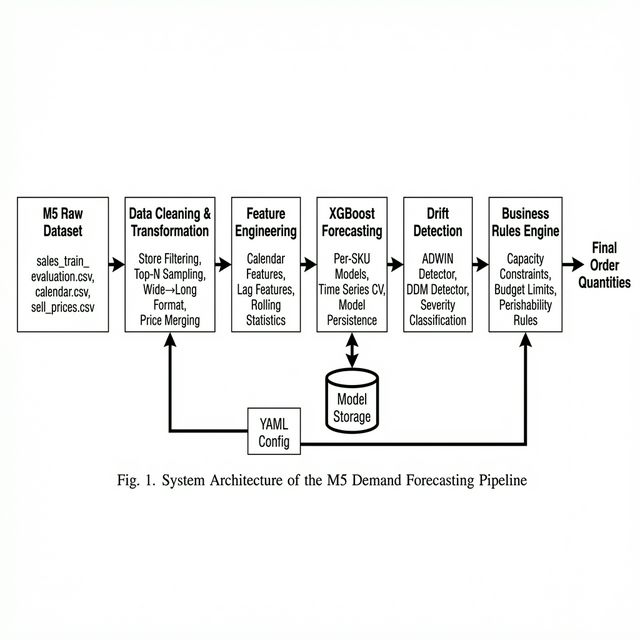 M5 Raw
Dataset
sales_train_
evaluation.csv,
calendar.csv,
sell_prices.csv
Data Cleaning &
Transformation
Store Filtering,
Top-N Sampling,
Wide→Long
Format,
Price Merging
Feature
Engineering
Calendar
Features,
Lag Features,
Rolling
Statistics
XGBoost
Forecasting
Per-SKU
Models,
Time Series CV,
Model
Persistence
Drift
Detection
ADWIN
Detector,
DDM Detector,
Severity
Classification
Business
Rules Engine
Capacity
Constraints,
Budget Limits,
Perishability
Rules
Final
Order
Quantities
Model
Storage
YAML
Config
Fig. 1. System Architecture of the M5 Demand Forecasting Pipeline